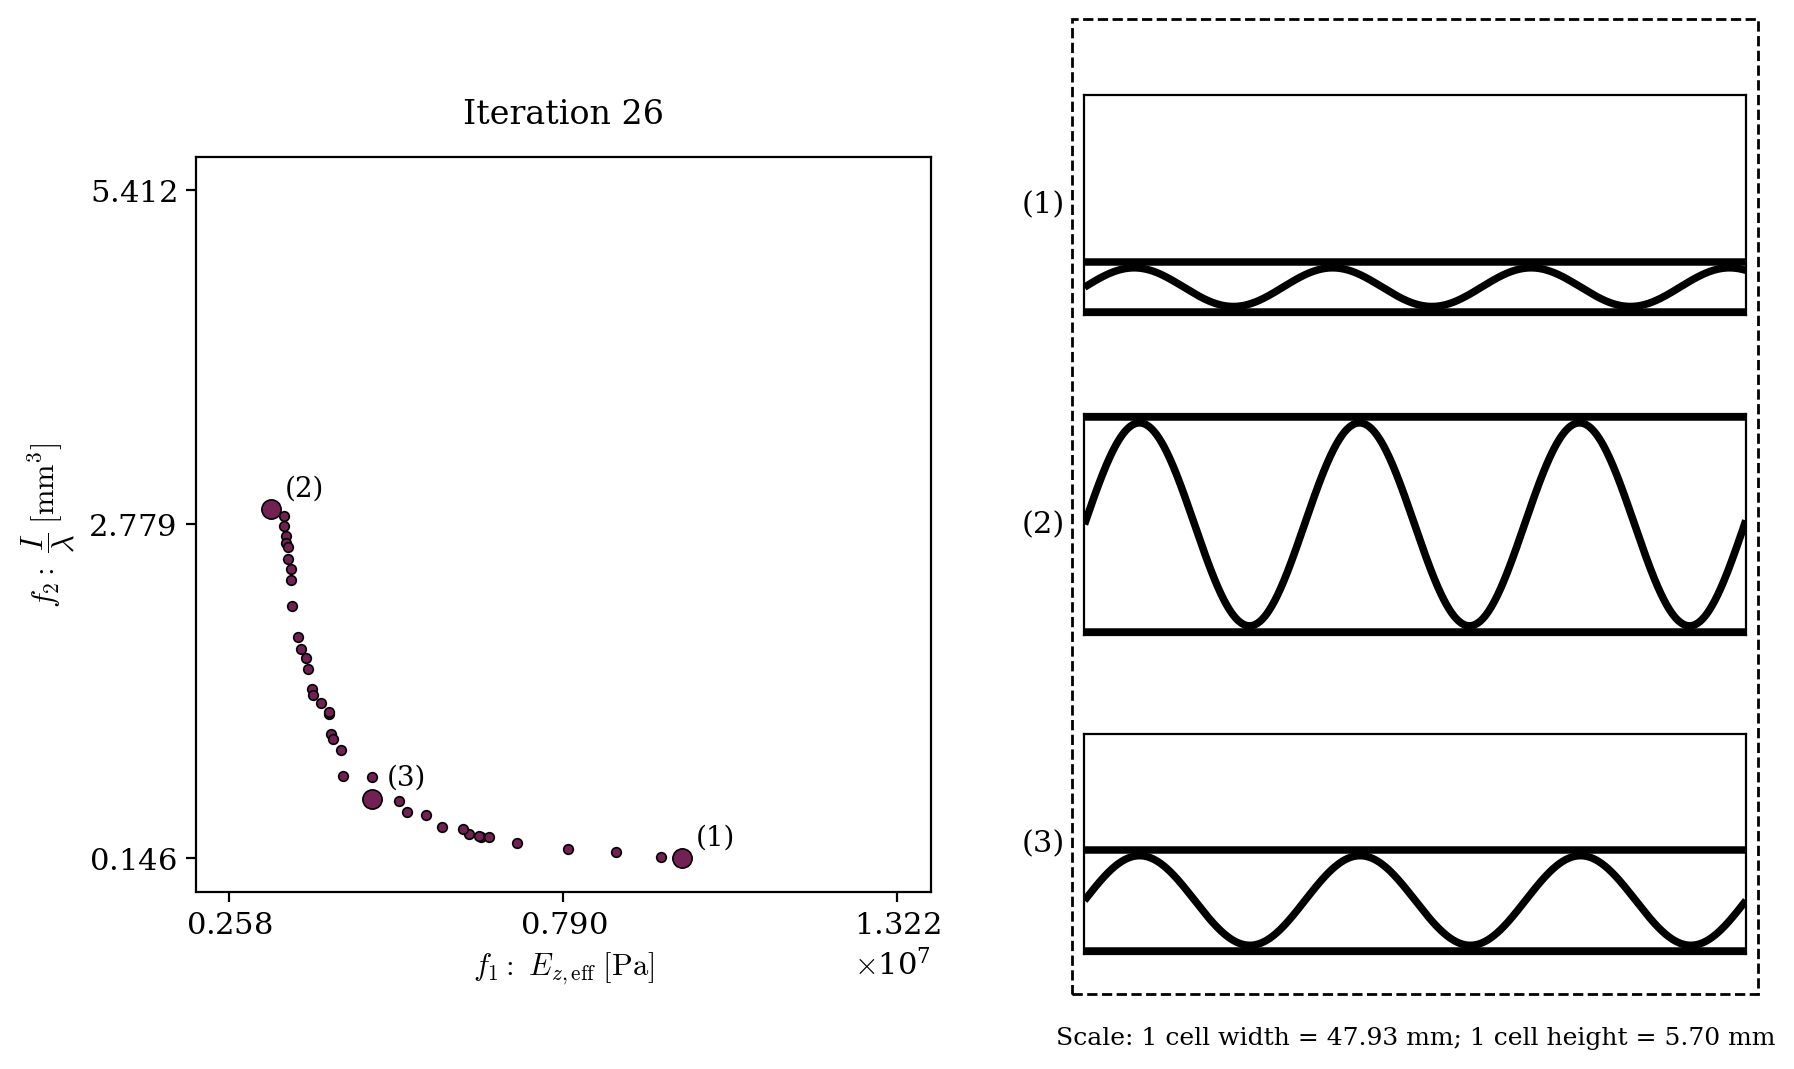 Iteration 26
5.412
2.779
0.146
f₂ : I/λ [mm³]
(2)
(3)
(1)
0.258 0.790 1.322
×10⁷
f₁ : E_z,eff [Pa]
(1)
(2)
(3)
Scale: 1 cell width = 47.93 mm; 1 cell height = 5.70 mm